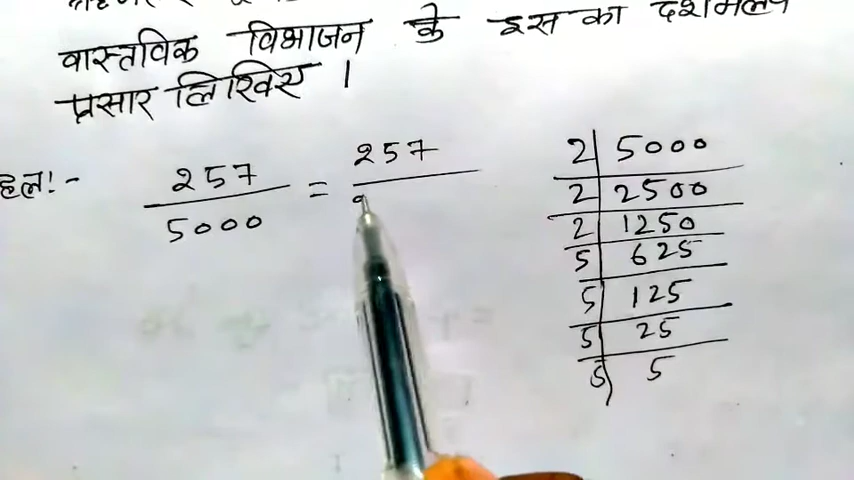 वास्तविक विभाजन के इस का दशमलव
प्रसार लिखिए ।
हल:-
257
5000
=
257
2 | 5000
2 | 2500
2 | 1250
5 | 625
5 | 125
5 | 25
5 | 5